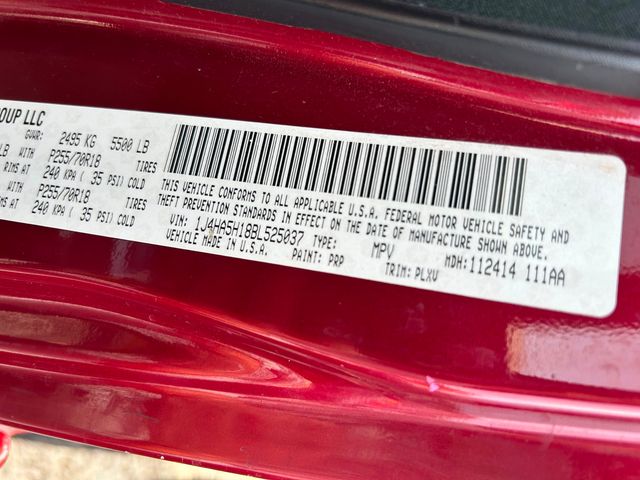 OUP LLC
GVWR: 2495 KG 5500 LB
LB WITH P255/70R18 TIRES
RIMS AT 240 KPA ( 35 PSI) COLD
WITH P255/70R18 TIRES
RIMS AT 240 KPA ( 35 PSI) COLD
THIS VEHICLE CONFORMS TO ALL APPLICABLE U.S.A. FEDERAL MOTOR VEHICLE SAFETY AND
THEFT PREVENTION STANDARDS IN EFFECT ON THE DATE OF MANUFACTURE SHOWN ABOVE.
VIN: 1J4HA5H18BL525037 TYPE: MPV MDH: 112414 111AA
VEHICLE MADE IN U.S.A. PAINT: PRP TRIM: PLXV